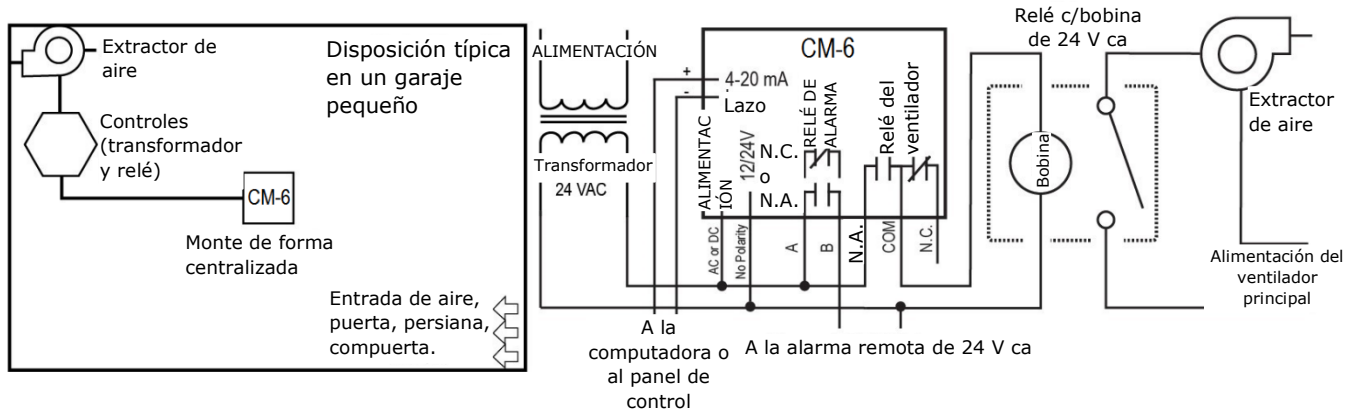 Extractor de
aire
Disposición típica
en un garaje
pequeño
Controles
(transformador
y relé)
CM-6
Monte de forma
centralizada
Entrada de aire,
puerta, persiana,
compuerta.
ALIMENTACIÓN
Transformador
24 VAC
CM-6
+
4-20 mA
-
Lazo
ALIMENTAC
IÓN
12/24V
N.C.
o
N.A.
RELÉ DE
ALARMA
Relé del
ventilador
AC or DC
No Polarity
A
B
N.A.
COM
N.C.
A la
computadora o
al panel de
control
A la alarma remota de 24 V ca
Relé c/bobina
de 24 V ca
Bobina
Extractor
de aire
Alimentación del
ventilador
principal